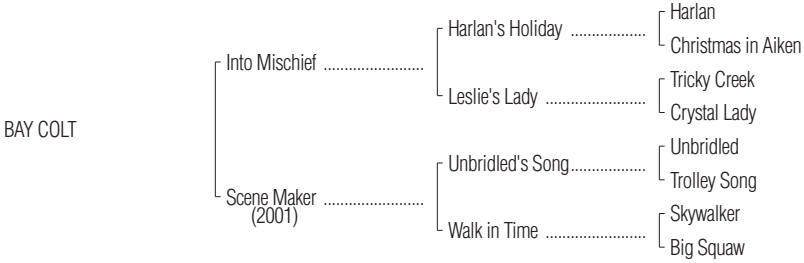 Harlan
Harlan's Holiday ..................
Christmas in Aiken
Into Mischief ........................
Tricky Creek
Leslie's Lady ........................
Crystal Lady
BAY COLT
Unbridled
Unbridled's Song..................
Trolley Song
Scene Maker ........................
(2001)
Skywalker
Walk in Time ........................
Big Squaw